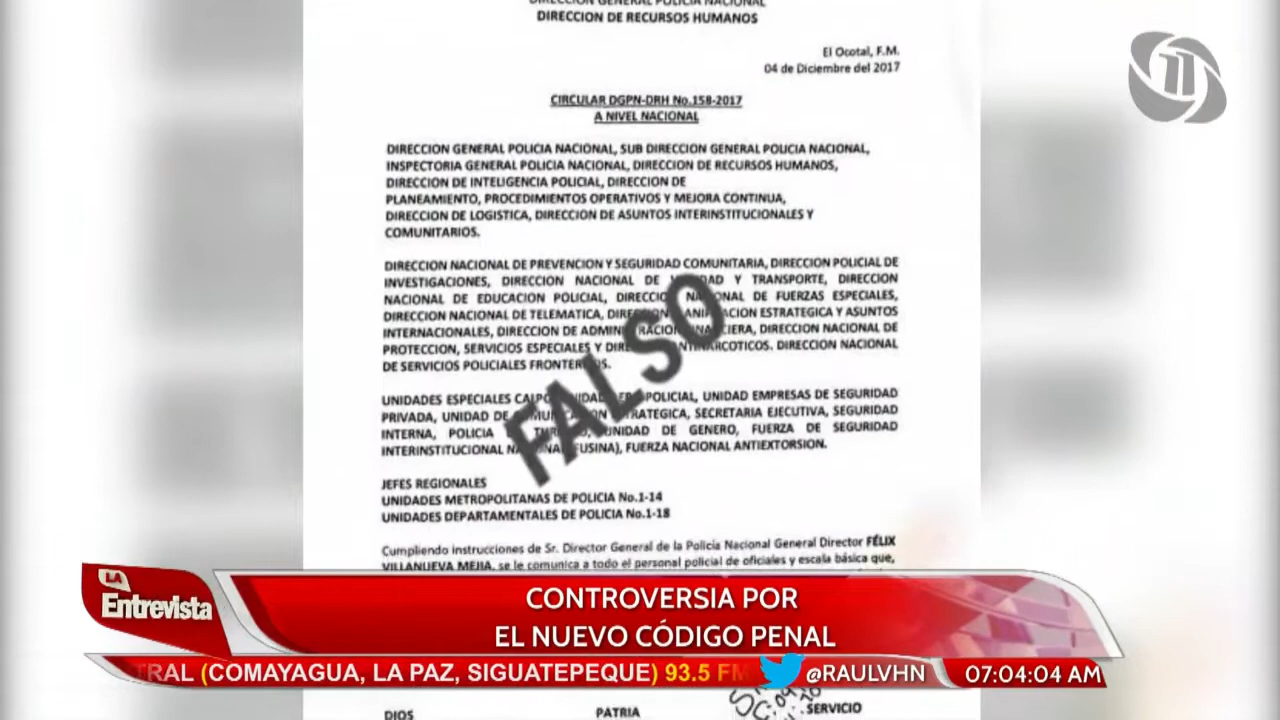 DIRECCION GENERAL POLICIA NACIONAL
DIRECCION DE RECURSOS HUMANOS
El Ocotal, F.M.
04 de Diciembre del 2017
11
CIRCULAR DGPN-DRH No.158-2017
A NIVEL NACIONAL
DIRECCION GENERAL POLICIA NACIONAL, SUB DIRECCION GENERAL POLICIA NACIONAL,
INSPECTORIA GENERAL POLICIA NACIONAL, DIRECCION DE RECURSOS HUMANOS,
DIRECCION DE INTELIGENCIA POLICIAL, DIRECCION DE
PLANEAMIENTO, PROCEDIMIENTOS OPERATIVOS Y MEJORA CONTINUA,
DIRECCION DE LOGISTICA, DIRECCION DE ASUNTOS INTERINSTITUCIONALES Y
COMUNITARIOS.
DIRECCION NACIONAL DE PREVENCION Y SEGURIDAD COMUNITARIA, DIRECCION POLICIAL DE
INVESTIGACIONES, DIRECCION NACIONAL DE Y TRANSPORTE, DIRECCION
NACIONAL DE EDUCACION POLICIAL, DIRECCION NACIONAL DE FUERZAS ESPECIALES,
DIRECCION NACIONAL DE TELEMATICA, ESTRATEGICA Y ASUNTOS
INTERNACIONALES, DIRECCION DE DIRECCION NACIONAL DE
PROTECCION, SERVICIOS ESPECIALES Y DIRECCION NACIONAL
DE SERVICIOS POLICIALES FRONTERIZOS.
UNIDADES ESPECIALES POLICIAL, UNIDAD EMPRESAS DE SEGURIDAD
PRIVADA, UNIDAD DE COMUNICACION ESTRATEGICA, SECRETARIA EJECUTIVA, SEGURIDAD
INTERNA, POLICIA UNIDAD DE GENERO, FUERZA DE SEGURIDAD
INTERINSTITUCIONAL (FUSINA), FUERZA NACIONAL ANTIEXTORSION.
FALSO
JEFES REGIONALES
UNIDADES METROPOLITANAS DE POLICIA No.1-14
UNIDADES DEPARTAMENTALES DE POLICIA No.1-18
Cumpliendo instrucciones de Sr. Director General de la Policía Nacional General Director FÉLIX
VILLANUEVA MEJIA, se le comunica a todo el personal policial de oficiales y escala básica que,
LA
Entrevista
CONTROVERSIA POR
EL NUEVO CÓDIGO PENAL
TRAL (COMAYAGUA, LA PAZ, SIGUATEPEQUE) 93.5 FM @RAULVHN 07:04:04 AM
DIOS PATRIA SERVICIO